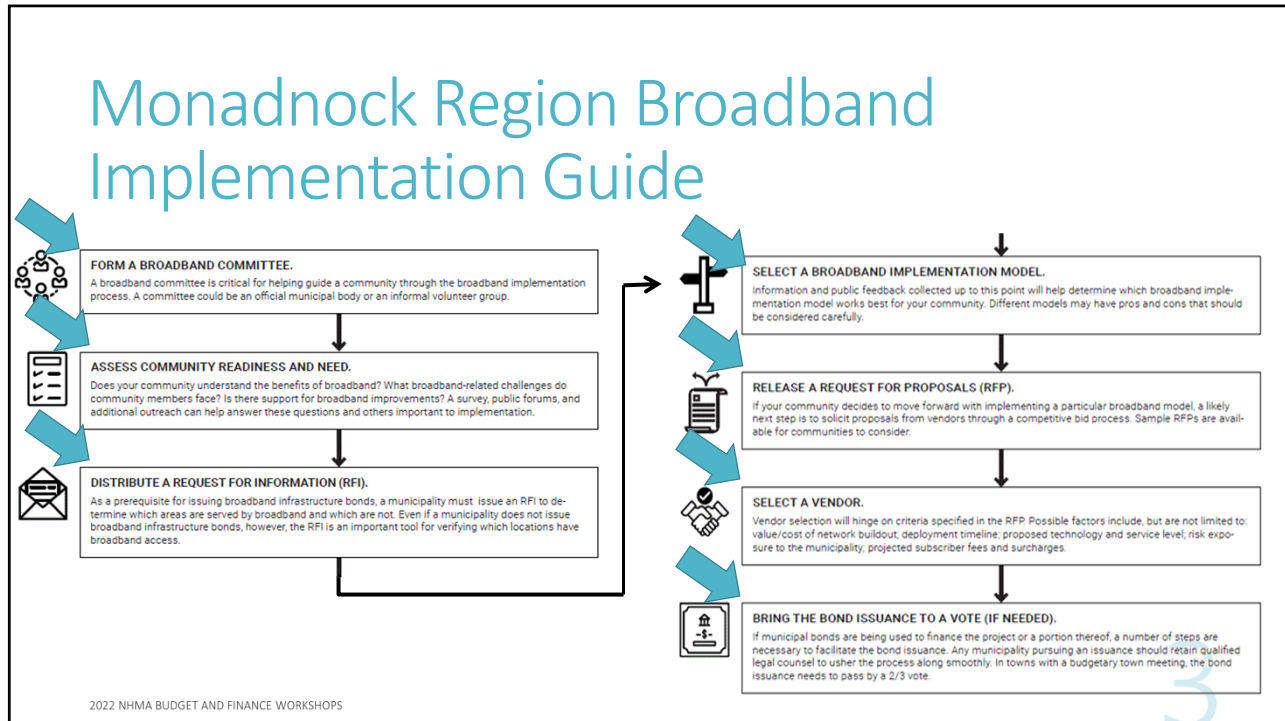 Monadnock Region Broadband
Implementation Guide
FORM A BROADBAND COMMITTEE.
A broadband committee is critical for helping guide a community through the broadband implementation
process. A committee could be an official municipal body or an informal volunteer group.
ASSESS COMMUNITY READINESS AND NEED.
Does your community understand the benefits of broadband? What broadband-related challenges do
community members face? Is there support for broadband improvements? A survey, public forums, and
additional outreach can help answer these questions and others important to implementation.
DISTRIBUTE A REQUEST FOR INFORMATION (RFI).
As a prerequisite for issuing broadband infrastructure bonds, a municipality must issue an RFI to de-
termine which areas are served by broadband and which are not. Even if a municipality does not issue
broadband infrastructure bonds, however, the RFI is an important tool for verifying which locations have
broadband access.
SELECT A BROADBAND IMPLEMENTATION MODEL.
Information and public feedback collected up to this point will help determine which broadband imple-
mentation model works best for your community. Different models may have pros and cons that should
be considered carefully.
RELEASE A REQUEST FOR PROPOSALS (RFP).
If your community decides to move forward with implementing a particular broadband model, a likely
next step is to solicit proposals from vendors through a competitive bid process. Sample RFPs are avail-
able for communities to consider.
SELECT A VENDOR.
Vendor selection will hinge on criteria specified in the RFP. Possible factors include, but are not limited to:
value/cost of network buildout; deployment timeline; proposed technology and service level; risk expo-
sure to the municipality; projected subscriber fees and surcharges.
-$-
BRING THE BOND ISSUANCE TO A VOTE (IF NEEDED).
If municipal bonds are being used to finance the project or a portion thereof, a number of steps are
necessary to facilitate the bond issuance. Any municipality pursuing an issuance should retain qualified
legal counsel to usher the process along smoothly. In towns with a budgetary town meeting, the bond
issuance needs to pass by a 2/3 vote.
2022 NHMA BUDGET AND FINANCE WORKSHOPS
3